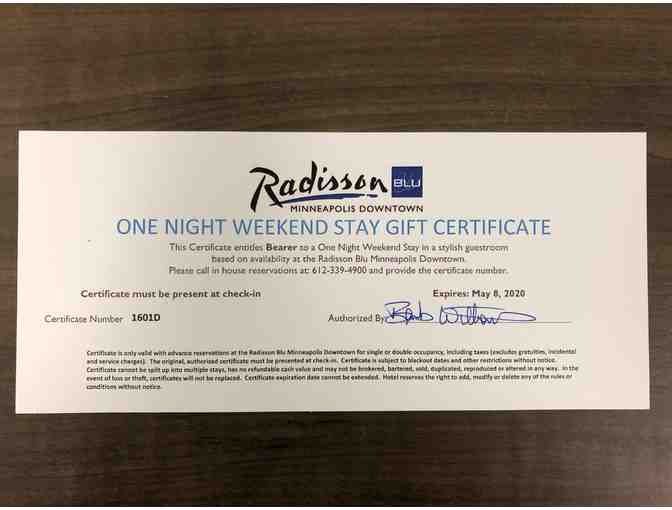 Radisson BLU
MINNEAPOLIS DOWNTOWN
ONE NIGHT WEEKEND STAY GIFT CERTIFICATE
This Certificate entitles Bearer to a One Night Weekend Stay in a stylish guestroom
based on availability at the Radisson Blu Minneapolis Downtown.
Please call in house reservations at: 612-339-4900 and provide the certificate number.
Certificate must be present at check-in Expires: May 8, 2020
Certificate Number 1601D Authorized By:
Certificate is only valid with advance reservations at the Radisson Blu Minneapolis Downtown for single or double occupancy, including taxes (excludes gratuities, incidental
and service charges). The original, authorized certificate must be presented at check-in. Certificate is subject to blackout dates and other restrictions without notice.
Certificate cannot be split up into multiple stays, has no refundable cash value and may not be brokered, bartered, sold, duplicated, reproduced or altered in any way. In the
event of loss or theft, certificates will not be replaced. Certificate expiration date cannot be extended. Hotel reserves the right to add, modify or delete any of the rules or
conditions without notice.